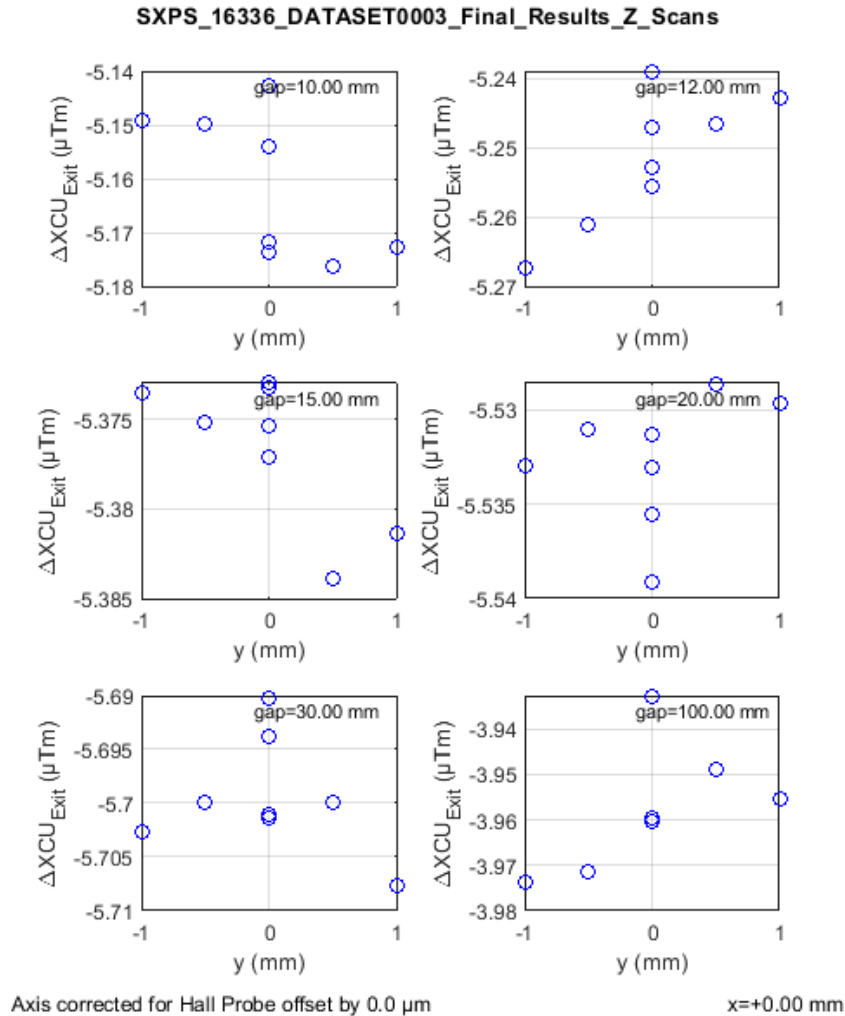 SXPS_16336_DATASET0003_Final_Results_Z_Scans
gap=10.00 mm
ΔXCU_Exit (µTm)
-5.14
-5.15
-5.16
-5.17
-5.18
-1 0 1
y (mm)
gap=12.00 mm
ΔXCU_Exit (µTm)
-5.24
-5.25
-5.26
-5.27
-1 0 1
y (mm)
gap=15.00 mm
ΔXCU_Exit (µTm)
-5.375
-5.38
-5.385
-1 0 1
y (mm)
gap=20.00 mm
ΔXCU_Exit (µTm)
-5.53
-5.535
-5.54
-1 0 1
y (mm)
gap=30.00 mm
ΔXCU_Exit (µTm)
-5.69
-5.695
-5.7
-5.705
-5.71
-1 0 1
y (mm)
gap=100.00 mm
ΔXCU_Exit (µTm)
-3.94
-3.95
-3.96
-3.97
-3.98
-1 0 1
y (mm)
Axis corrected for Hall Probe offset by 0.0 µm
x=+0.00 mm